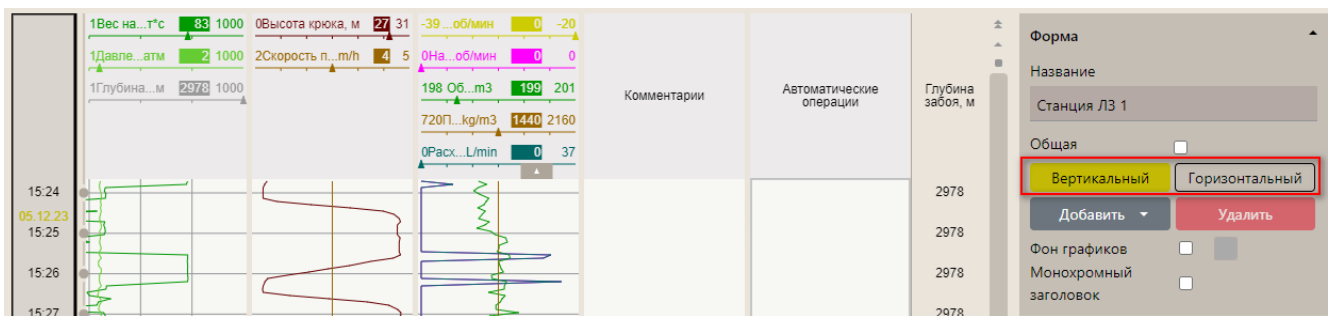 1Вес на...т*с 83 1000
1Давле...атм 2 1000
1Глубина...м 2978 1000
0Высота крюка, м 27 31
2Скорость п...m/h 4 5
-39 ...об/мин 0 -20
0На...об/мин 0 0
198 Об...m3 199 201
720П...kg/m3 1440 2160
0Расх...L/min 0 37
Комментарии
Автоматические
операции
Глубина
забоя, м
15:24
05.12.23
15:25
15:26
15:27
2978
2978
2978
2978
Форма
Название
Станция ЛЗ 1
Общая
Вертикальный Горизонтальный
Добавить Удалить
Фон графиков
Монохромный
заголовок